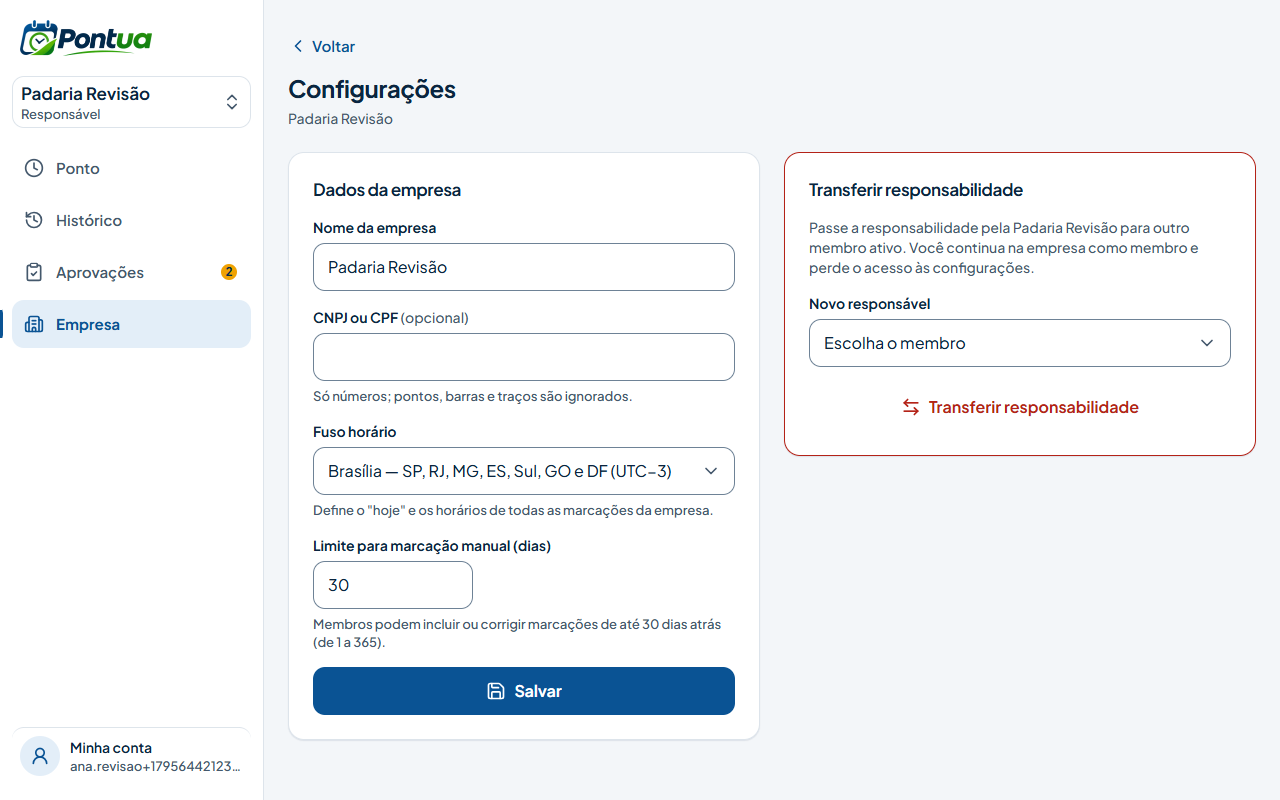 Pontua
Padaria Revisão
Responsável
Ponto
Histórico
Aprovações
2
Empresa
Minha conta
ana.revisao+17956442123…
Voltar
Configurações
Padaria Revisão
Dados da empresa
Nome da empresa
Padaria Revisão
CNPJ ou CPF (opcional)
Só números; pontos, barras e traços são ignorados.
Fuso horário
Brasília — SP, RJ, MG, ES, Sul, GO e DF (UTC−3)
Define o "hoje" e os horários de todas as marcações da empresa.
Limite para marcação manual (dias)
30
Membros podem incluir ou corrigir marcações de até 30 dias atrás
(de 1 a 365).
Salvar
Transferir responsabilidade
Passe a responsabilidade pela Padaria Revisão para outro
membro ativo. Você continua na empresa como membro e
perde o acesso às configurações.
Novo responsável
Escolha o membro
Transferir responsabilidade